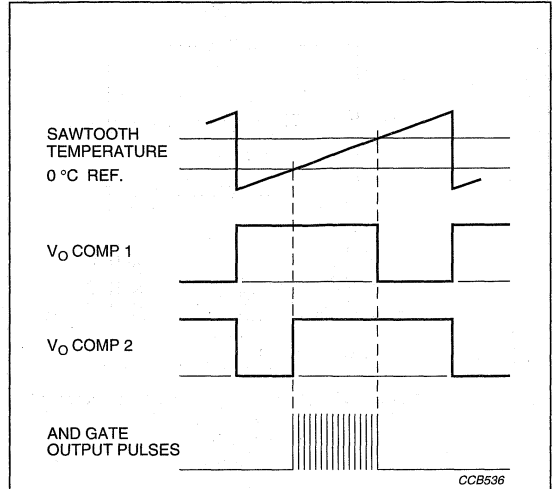 SAWTOOTH
TEMPERATURE
0 °C REF.
VO COMP 1
VO COMP 2
AND GATE
OUTPUT PULSES
CCB536